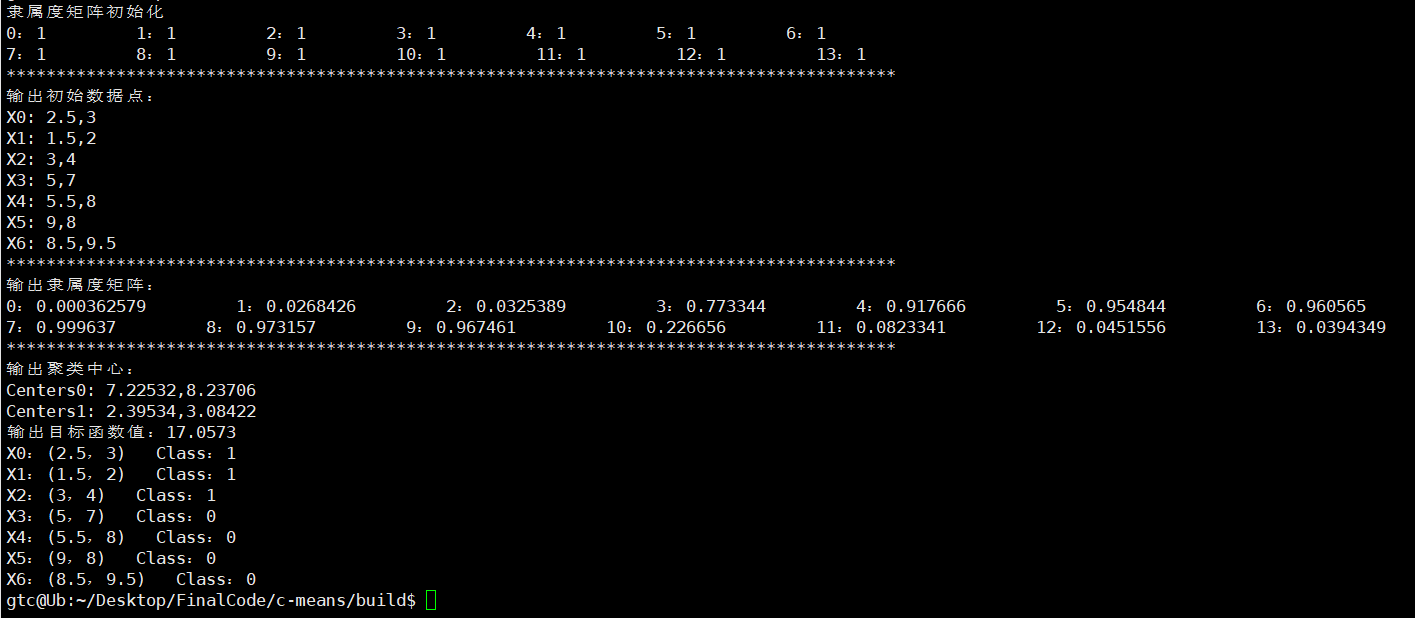 隶属度矩阵初始化
0：1 1：1 2：1 3：1 4：1 5：1 6：1
7：1 8：1 9：1 10：1 11：1 12：1 13：1
*****************************************************************************************
输出初始数据点：
X0: 2.5,3
X1: 1.5,2
X2: 3,4
X3: 5,7
X4: 5.5,8
X5: 9,8
X6: 8.5,9.5
*****************************************************************************************
输出隶属度矩阵：
0：0.000362579 1：0.0268426 2：0.0325389 3：0.773344 4：0.917666 5：0.954844 6：0.960565
7：0.999637 8：0.973157 9：0.967461 10：0.226656 11：0.0823341 12：0.0451556 13：0.0394349
*****************************************************************************************
输出聚类中心：
Centers0: 7.22532,8.23706
Centers1: 2.39534,3.08422
输出目标函数值：17.0573
X0：(2.5，3) Class：1
X1：(1.5，2) Class：1
X2：(3，4) Class：1
X3：(5，7) Class：0
X4：(5.5，8) Class：0
X5：(9，8) Class：0
X6：(8.5，9.5) Class：0
gtc@Ub:~/Desktop/FinalCode/c-means/build$